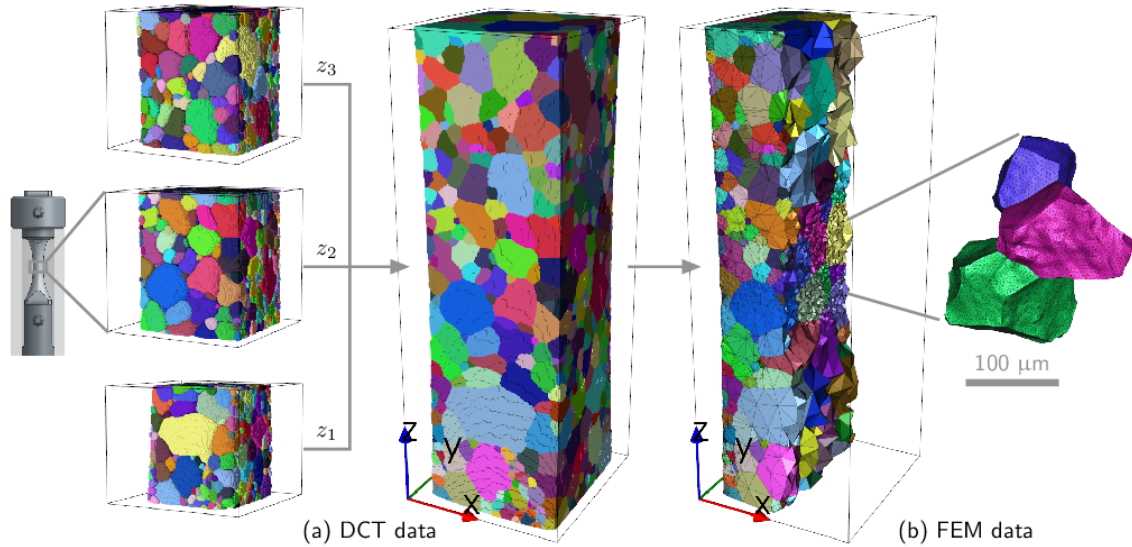 z3
z2
z1
z
y
x
z
y
x
100 μm
(a) DCT data
(b) FEM data